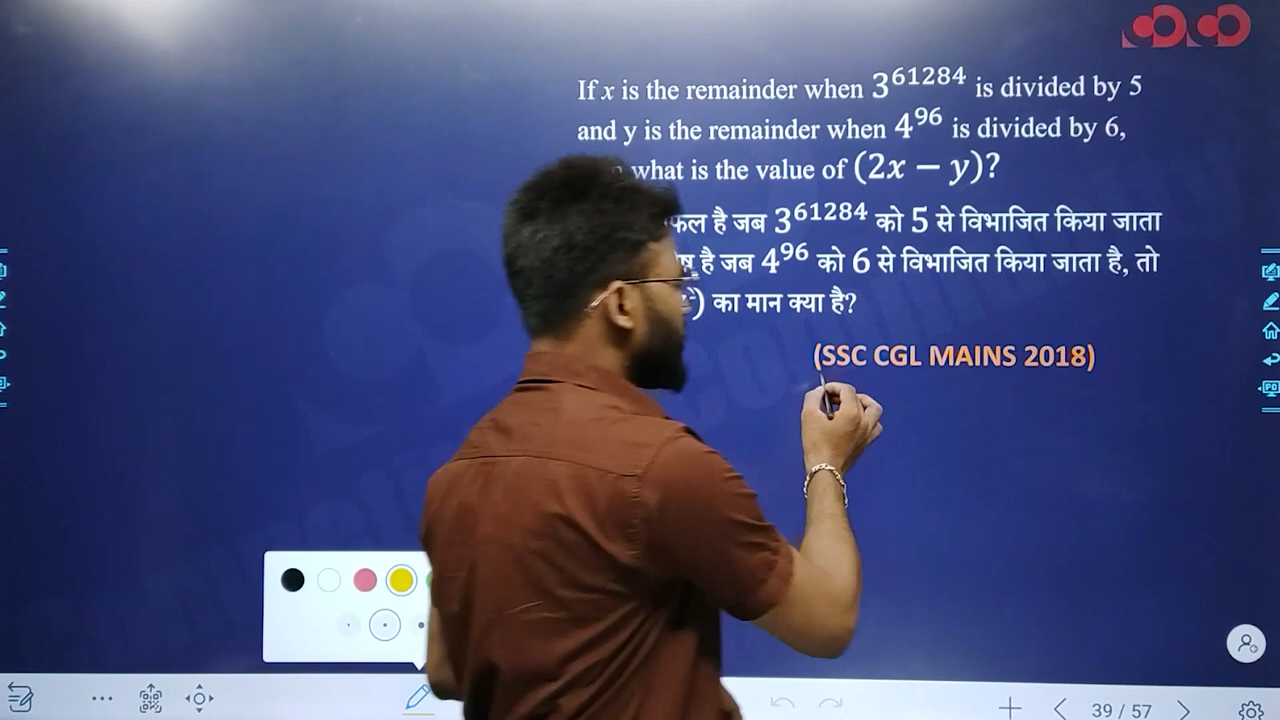 If x is the remainder when 3^61284 is divided by 5
and y is the remainder when 4^96 is divided by 6,
what is the value of (2x − y)?
है जब 3^61284 को 5 से विभाजित किया जाता
है जब 4^96 को 6 से विभाजित किया जाता है, तो
का मान क्या है?
(SSC CGL MAINS 2018)
39 / 57